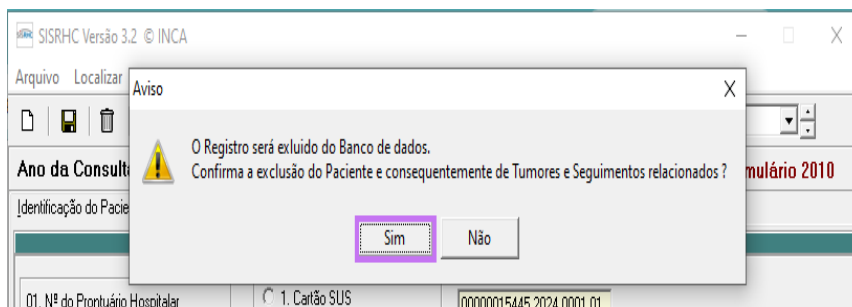 SISRHC Versão 3.2 © INCA
Arquivo Localizar
Aviso
O Registro será exluido do Banco de dados.
Confirma a exclusão do Paciente e consequentemente de Tumores e Seguimentos relacionados ?
Sim Não
Ano da Consult
mulário 2010
Identificação do Pacie
01. Nº do Prontuário Hospitalar
1. Cartão SUS
00000015445.2024.0001.01